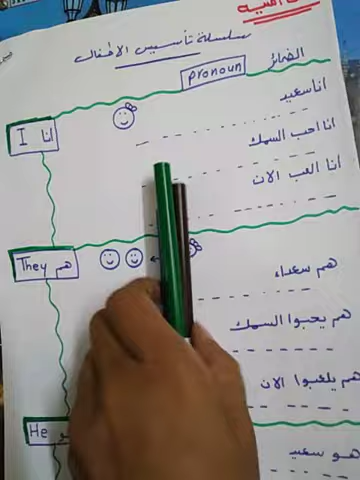 سلسلة تأسيس الاطفال
الضمائر pronoun
انا I
انا سعيد
انا احب السمك
انا العب الان
هم They
هم سعداء
هم يحبوا السمك
هم يلعبوا الان
He
هو سعيد